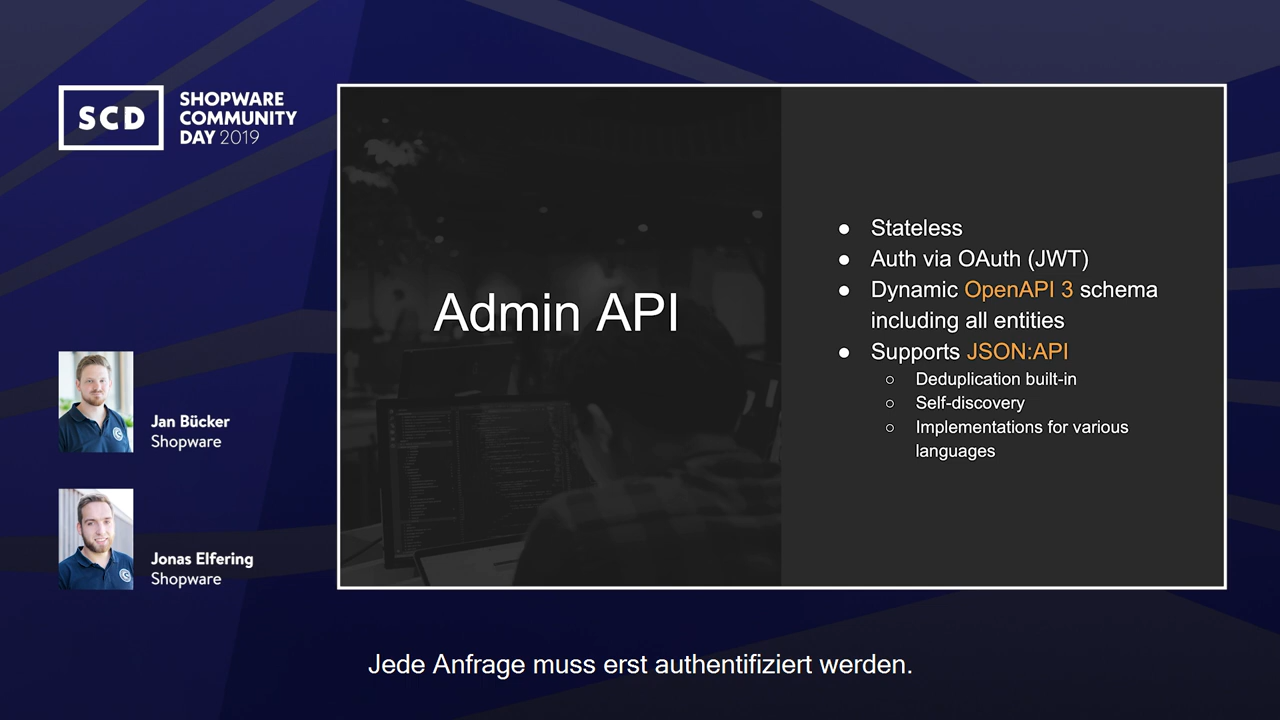 SCD
SHOPWARE
COMMUNITY
DAY 2019
Admin API
● Stateless
● Auth via OAuth (JWT)
● Dynamic OpenAPI 3 schema
including all entities
● Supports JSON:API
○ Deduplication built-in
○ Self-discovery
○ Implementations for various
languages
Jan Bücker
Shopware
Jonas Elfering
Shopware
Jede Anfrage muss erst authentifiziert werden.